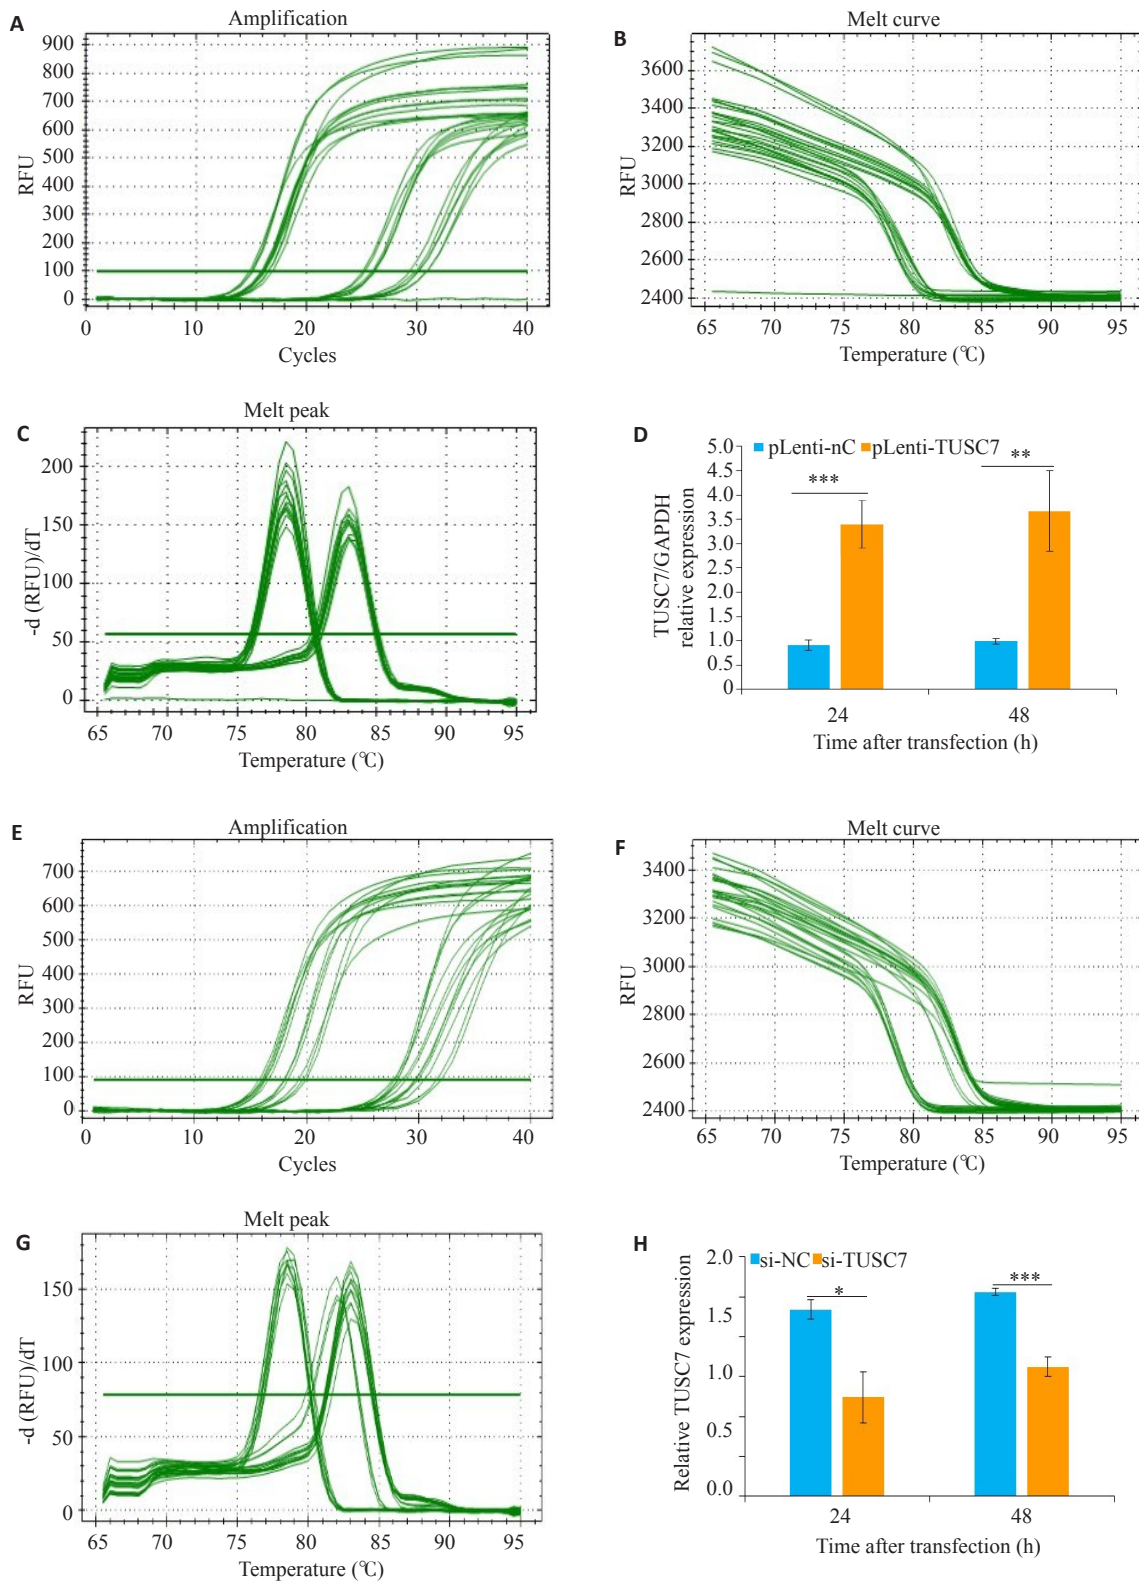 A
Amplification
RFU
900
800
700
600
500
400
300
200
100
0
0 10 20 30 40
Cycles
B
Melt curve
RFU
3600
3400
3200
3000
2800
2600
2400
65 70 75 80 85 90 95
Temperature (℃)
C
Melt peak
-d (RFU)/dT
200
150
100
50
0
65 70 75 80 85 90 95
Temperature (℃)
D
pLenti-nC pLenti-TUSC7
TUSC7/GAPDH
relative expression
5.0
4.5
4.0
3.5
3.0
2.5
2.0
1.5
1.0
0.5
0
***
**
24 48
Time after transfection (h)
E
Amplification
RFU
700
600
500
400
300
200
100
0
0 10 20 30 40
Cycles
F
Melt curve
RFU
3400
3200
3000
2800
2600
2400
65 70 75 80 85 90 95
Temperature (℃)
G
Melt peak
-d (RFU)/dT
150
100
50
0
65 70 75 80 85 90 95
Temperature (℃)
H
si-NC si-TUSC7
Relative TUSC7 expression
2.0
1.5
1.0
0.5
0.0
*
***
24 48
Time after transfection (h)